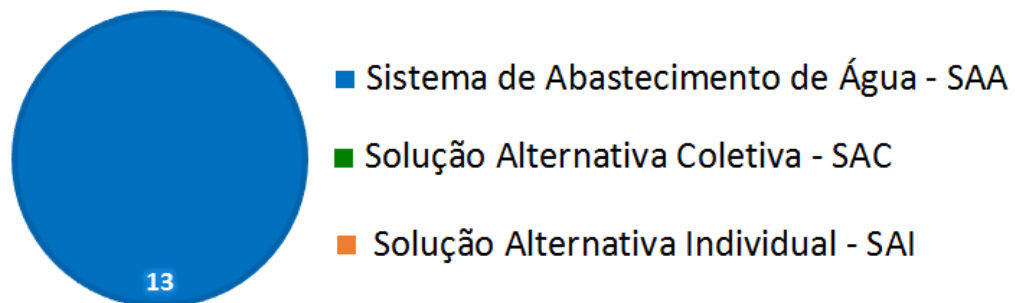 Sistema de Abastecimento de Água - SAA
Solução Alternativa Coletiva - SAC
Solução Alternativa Individual - SAI
13